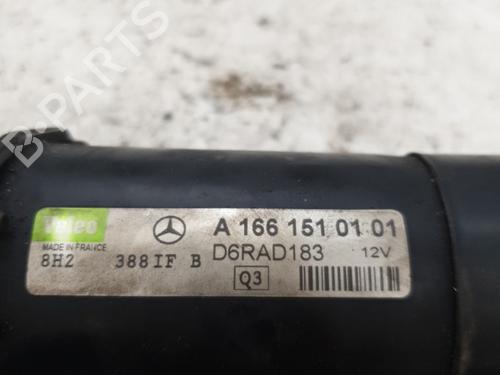 B-PARTS
Valeo
MADE IN FRANCE
A 166 151 01 01
D6RAD183 12V
8H2 388IF B
Q3